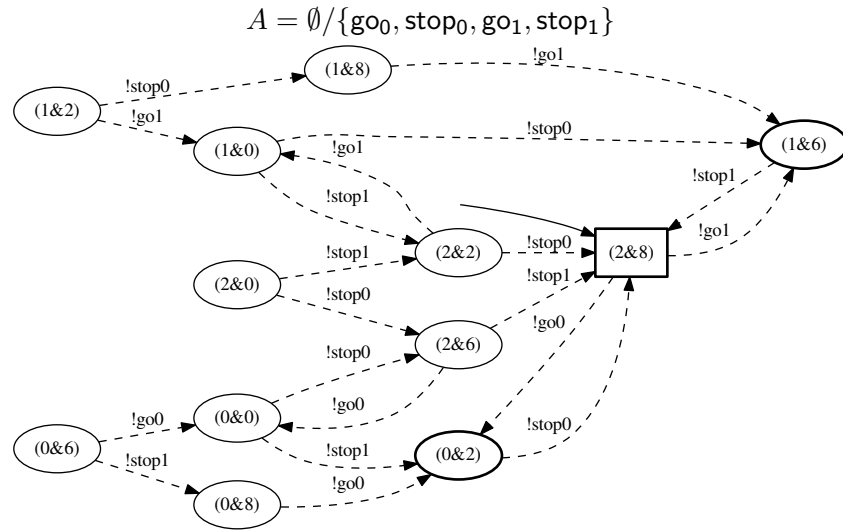 A = ∅/{go₀, stop₀, go₁, stop₁}
!go1
(1&8)
!stop0
(1&2)
!go1
!stop0
(1&0)
!go1
(1&6)
!stop1
!stop1
!stop1
(2&2)
!stop0
(2&8)
!go1
(2&0)
!stop0
!stop1
!go0
(2&6)
!stop0
!go0
!go0
(0&0)
!stop0
(0&6)
!stop1
(0&2)
!stop1
!go0
(0&8)